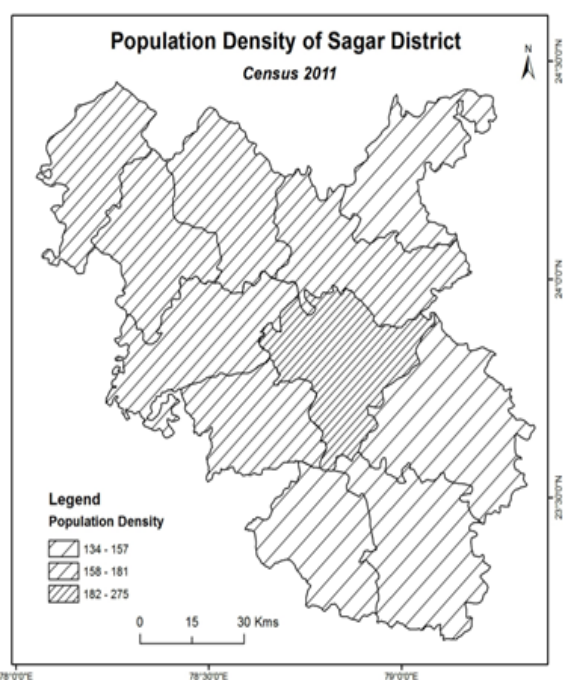 Population Density of Sagar District
Census 2011
N
24°30'0"N
24°0'0"N
23°30'0"N
Legend
Population Density
134 - 157
158 - 181
182 - 275
0 15 30 Kms
78°0'0"E 78°30'0"E 79°0'0"E